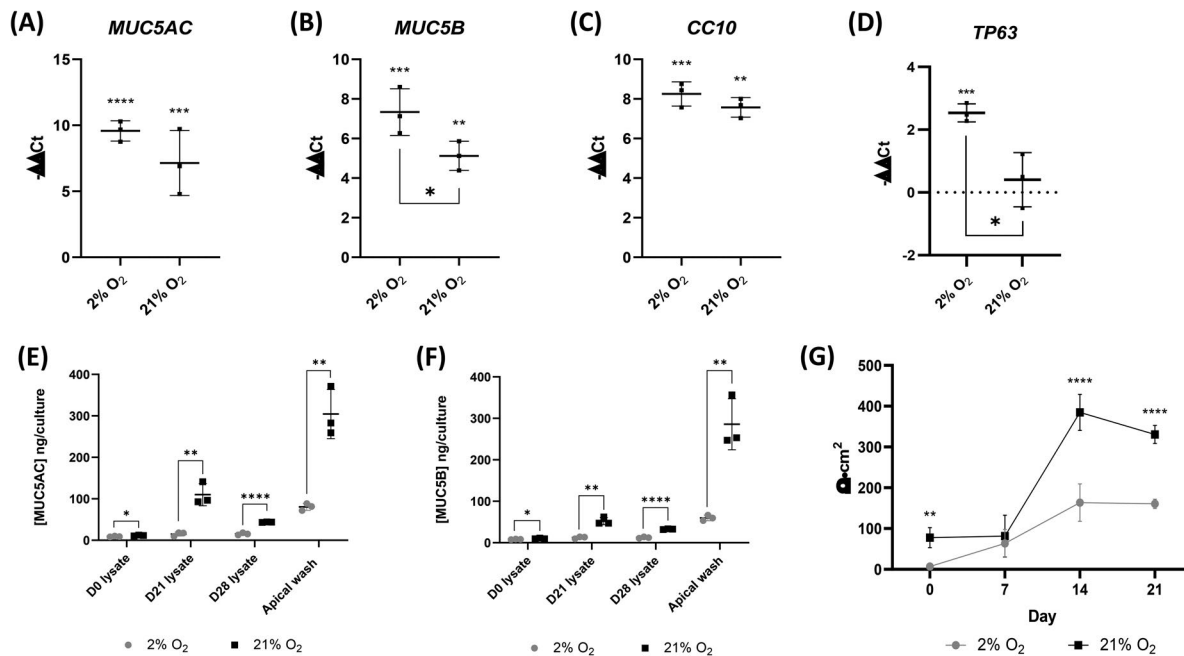 (A)
MUC5AC
15
10
5
0
****
***
2% O2
21% O2
(B)
MUC5B
10
8
6
4
2
0
***
**
*
2% O2
21% O2
(C)
CC10
10
8
6
4
2
0
***
**
2% O2
21% O2
(D)
TP63
4
2
0
-2
***
*
2% O2
21% O2
(E)
[MUC5AC] ng/culture
400
300
200
100
0
*
**
****
**
D0 lysate
D21 lysate
D28 lysate
Apical wash
2% O2
21% O2
(F)
[MUC5B] ng/culture
400
300
200
100
0
*
**
****
**
D0 lysate
D21 lysate
D28 lysate
Apical wash
2% O2
21% O2
(G)
500
400
300
200
100
0
**
****
****
0
7
14
21
Day
2% O2
21% O2